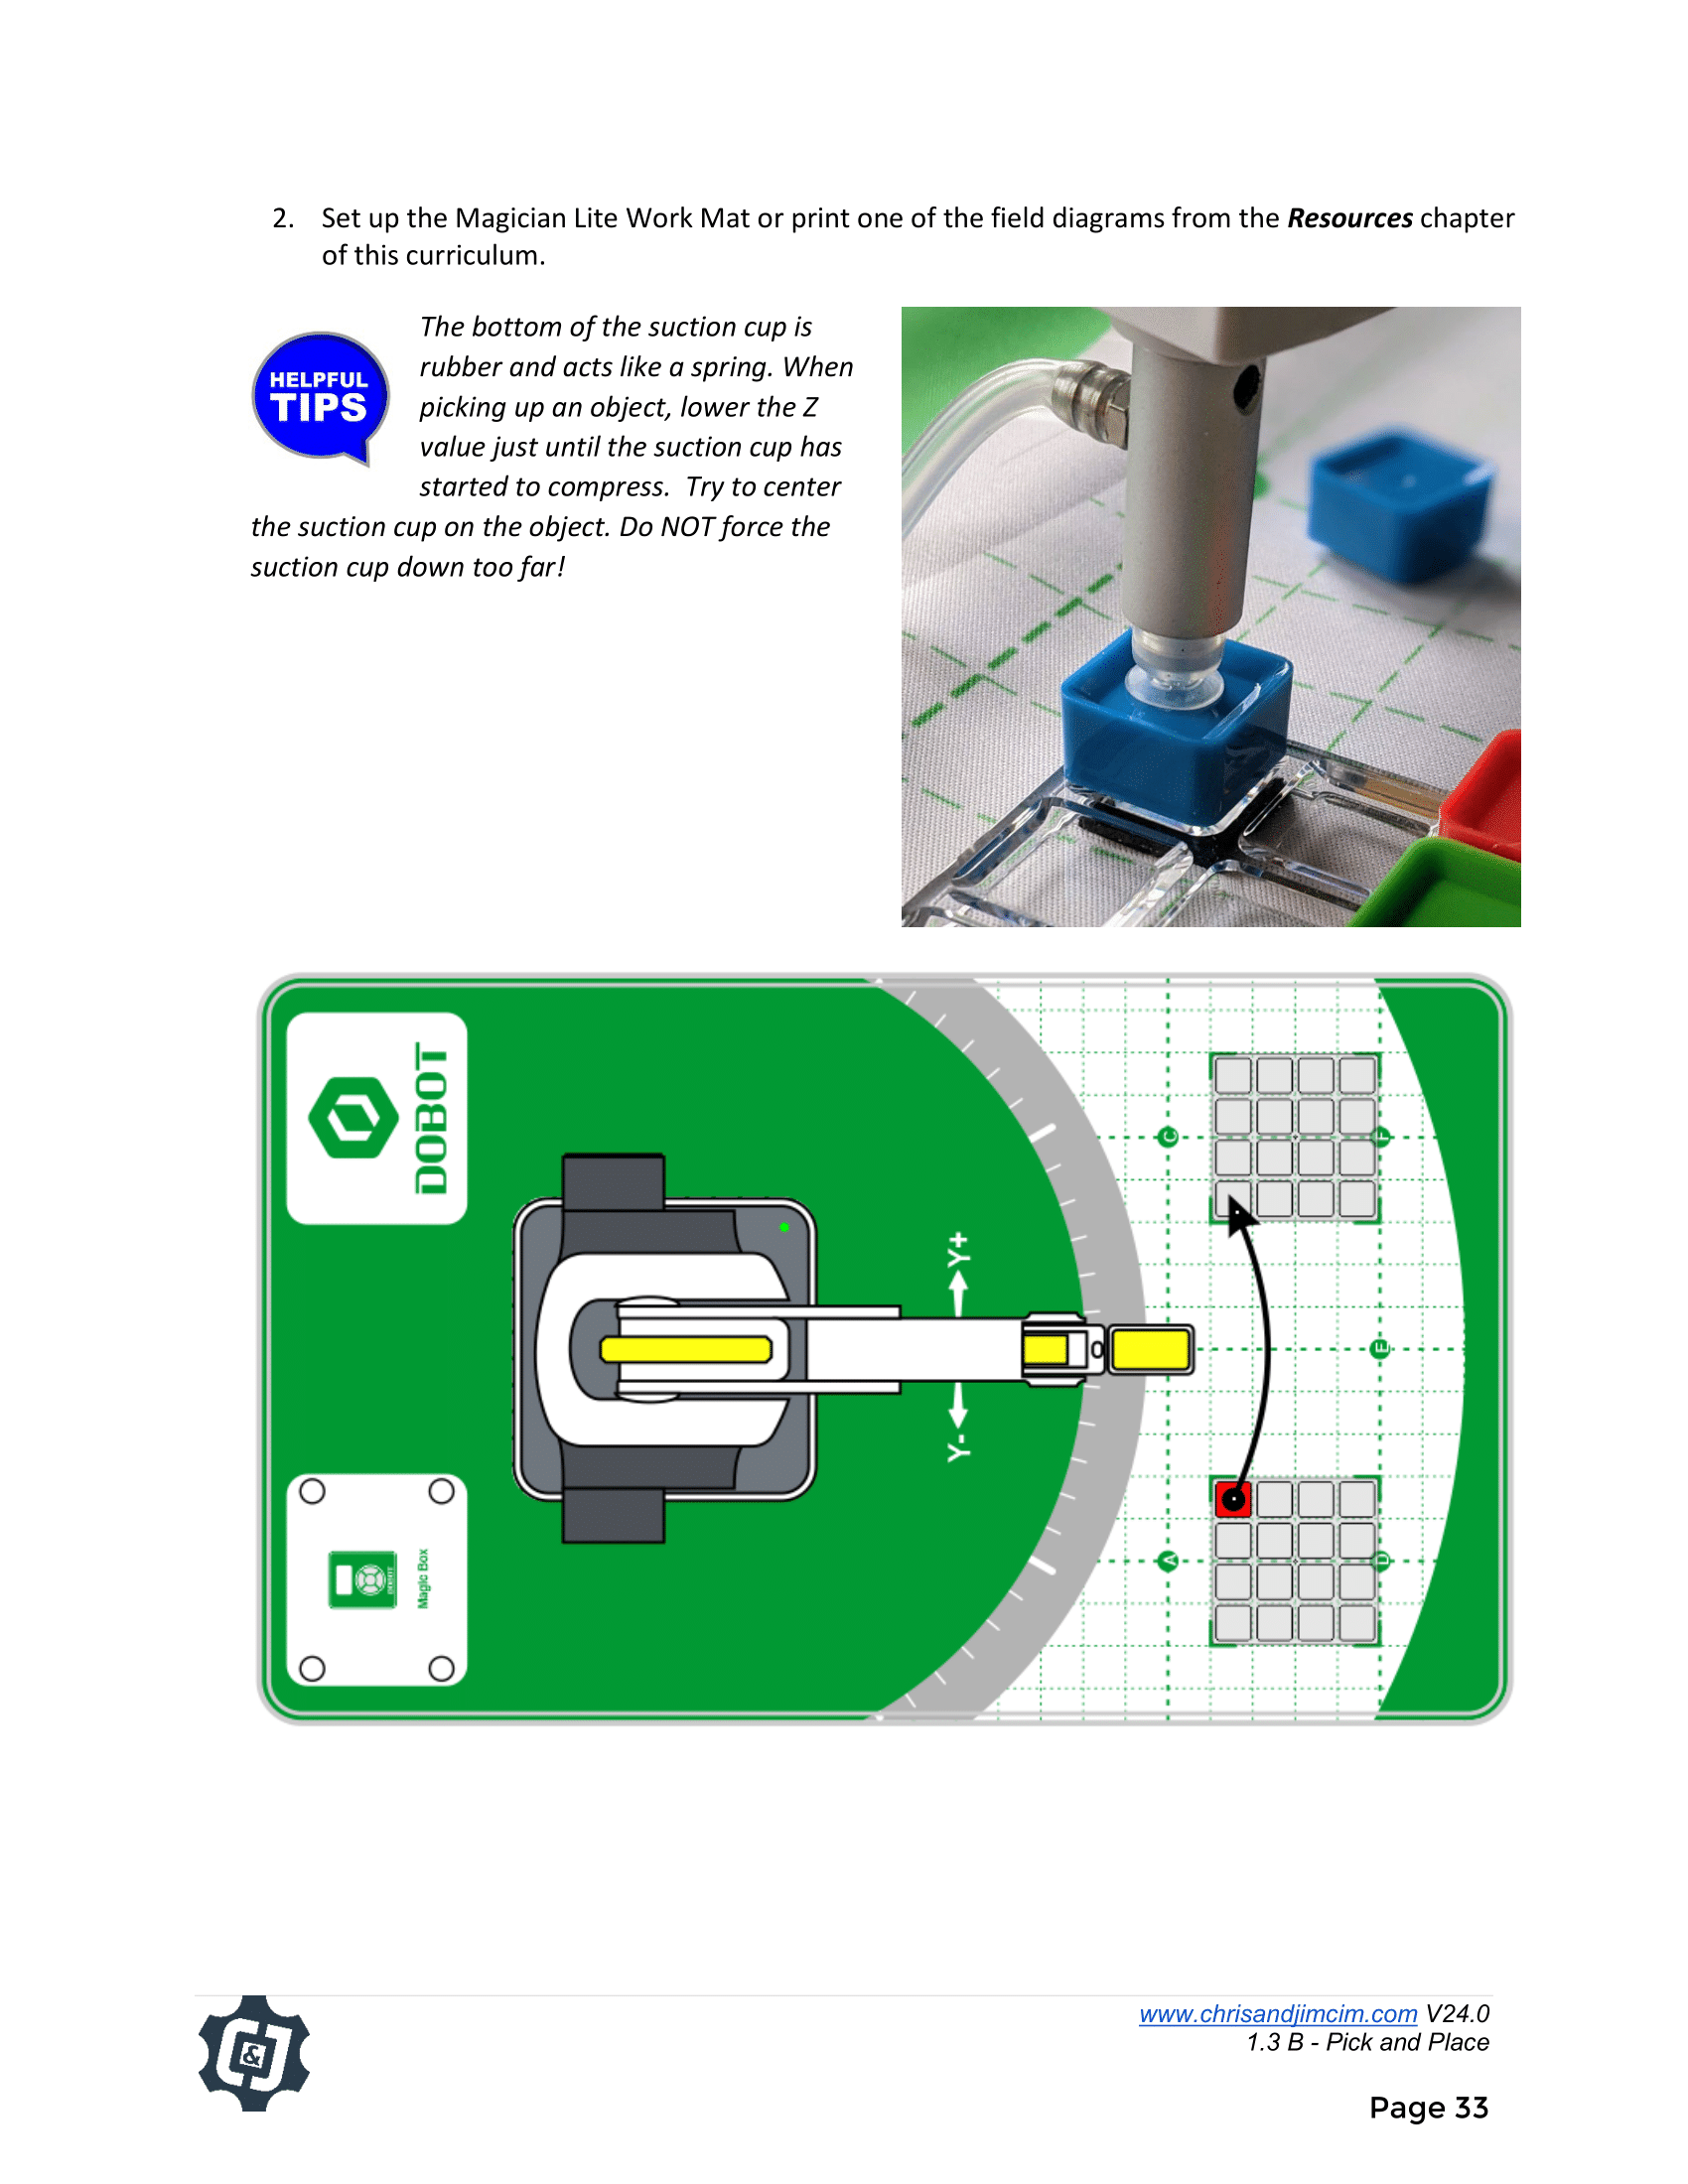 2. Set up the Magician Lite Work Mat or print one of the field diagrams from the Resources chapter
of this curriculum.
HELPFUL
TIPS
The bottom of the suction cup is
rubber and acts like a spring. When
picking up an object, lower the Z
value just until the suction cup has
started to compress. Try to center
the suction cup on the object. Do NOT force the
suction cup down too far!
DOBOT
Magic Box
Y+
Y-
C
F
E
A
D
C&J
www.chrisandjimcim.com V24.0
1.3 B - Pick and Place
Page 33